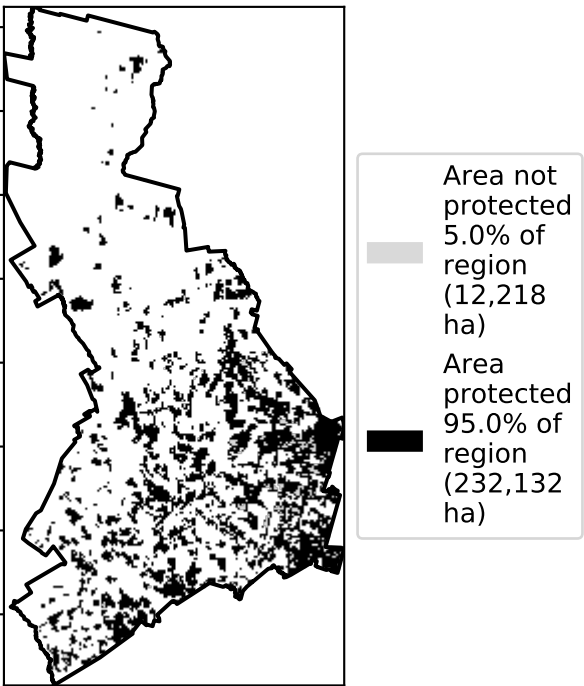 Area not
protected
5.0% of
region
(12,218
ha)
Area
protected
95.0% of
region
(232,132
ha)